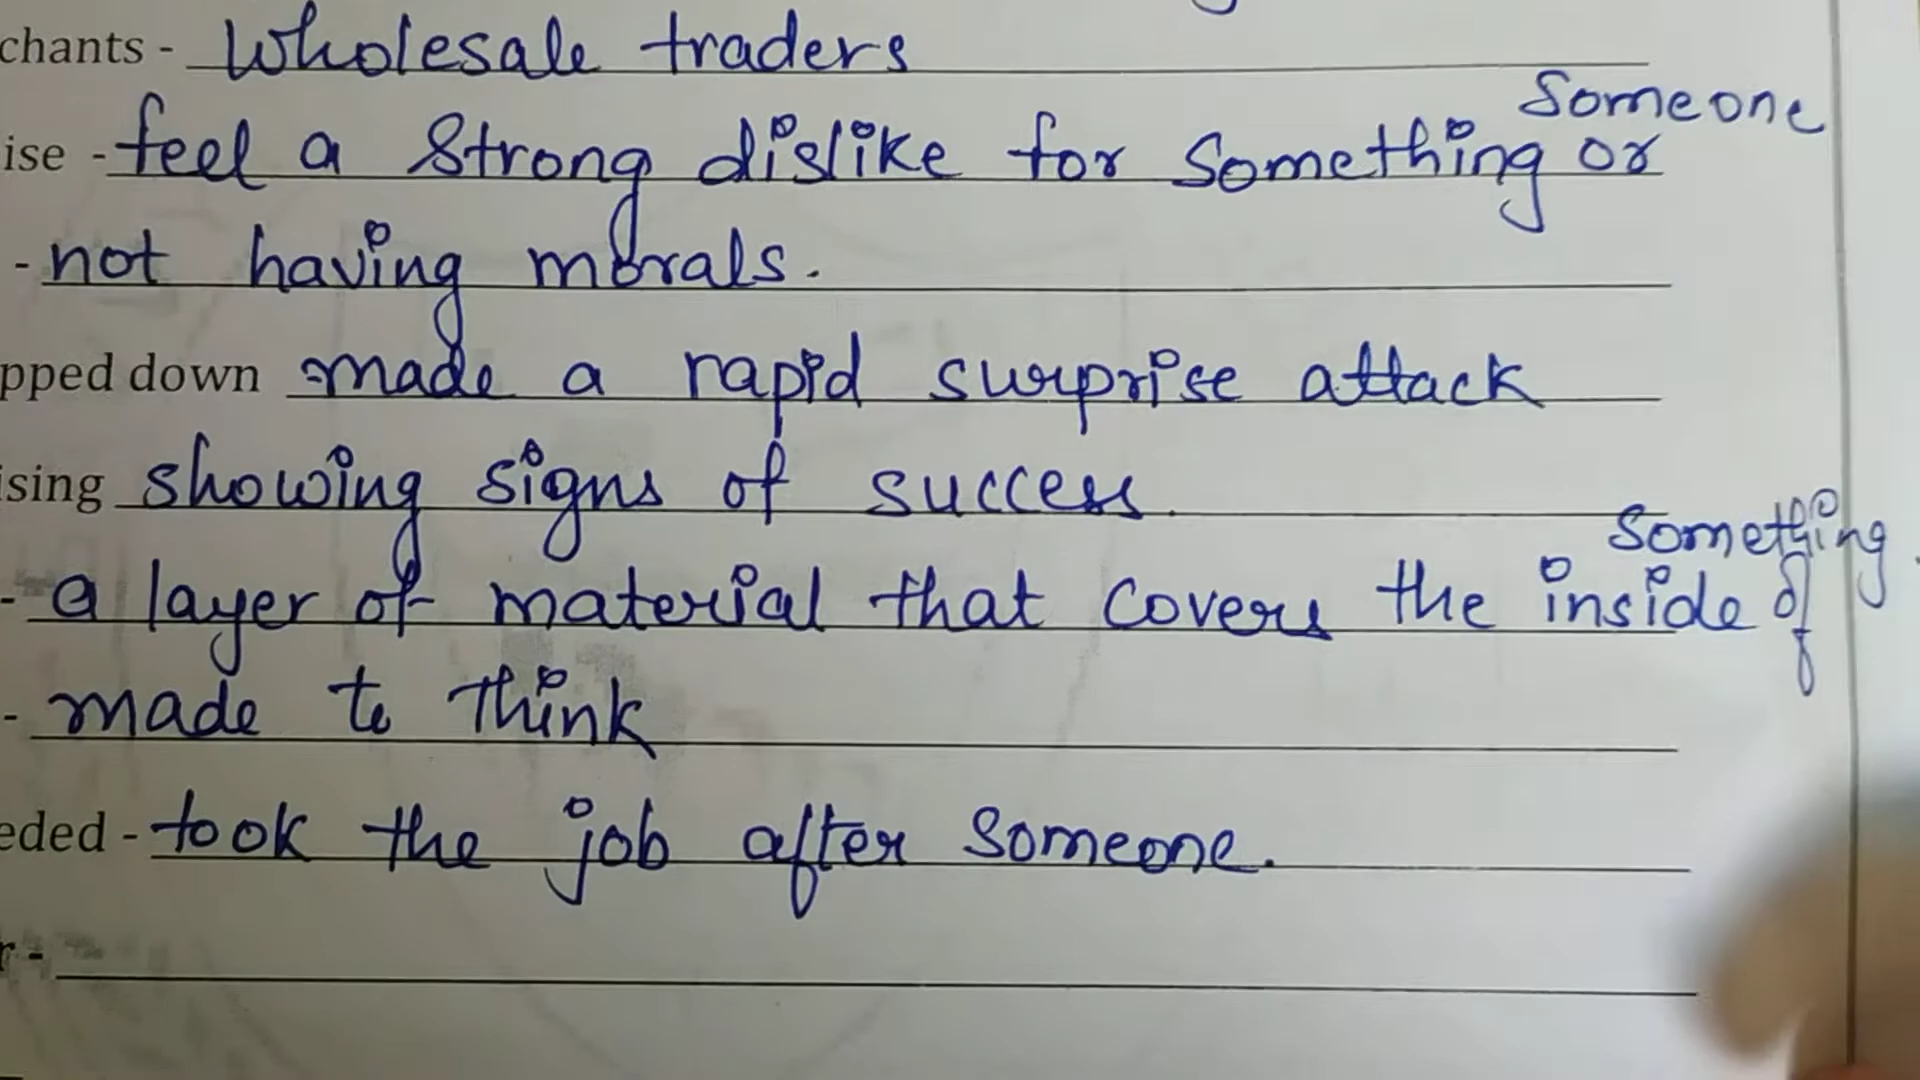 chants - Wholesale traders
ise - feel a strong dislike for something or someone
- not having morals.
pped down made a rapid surprise attack
ising showing signs of success.
- a layer of material that covers the inside of something.
- made to think
eded - took the job after someone.
r -